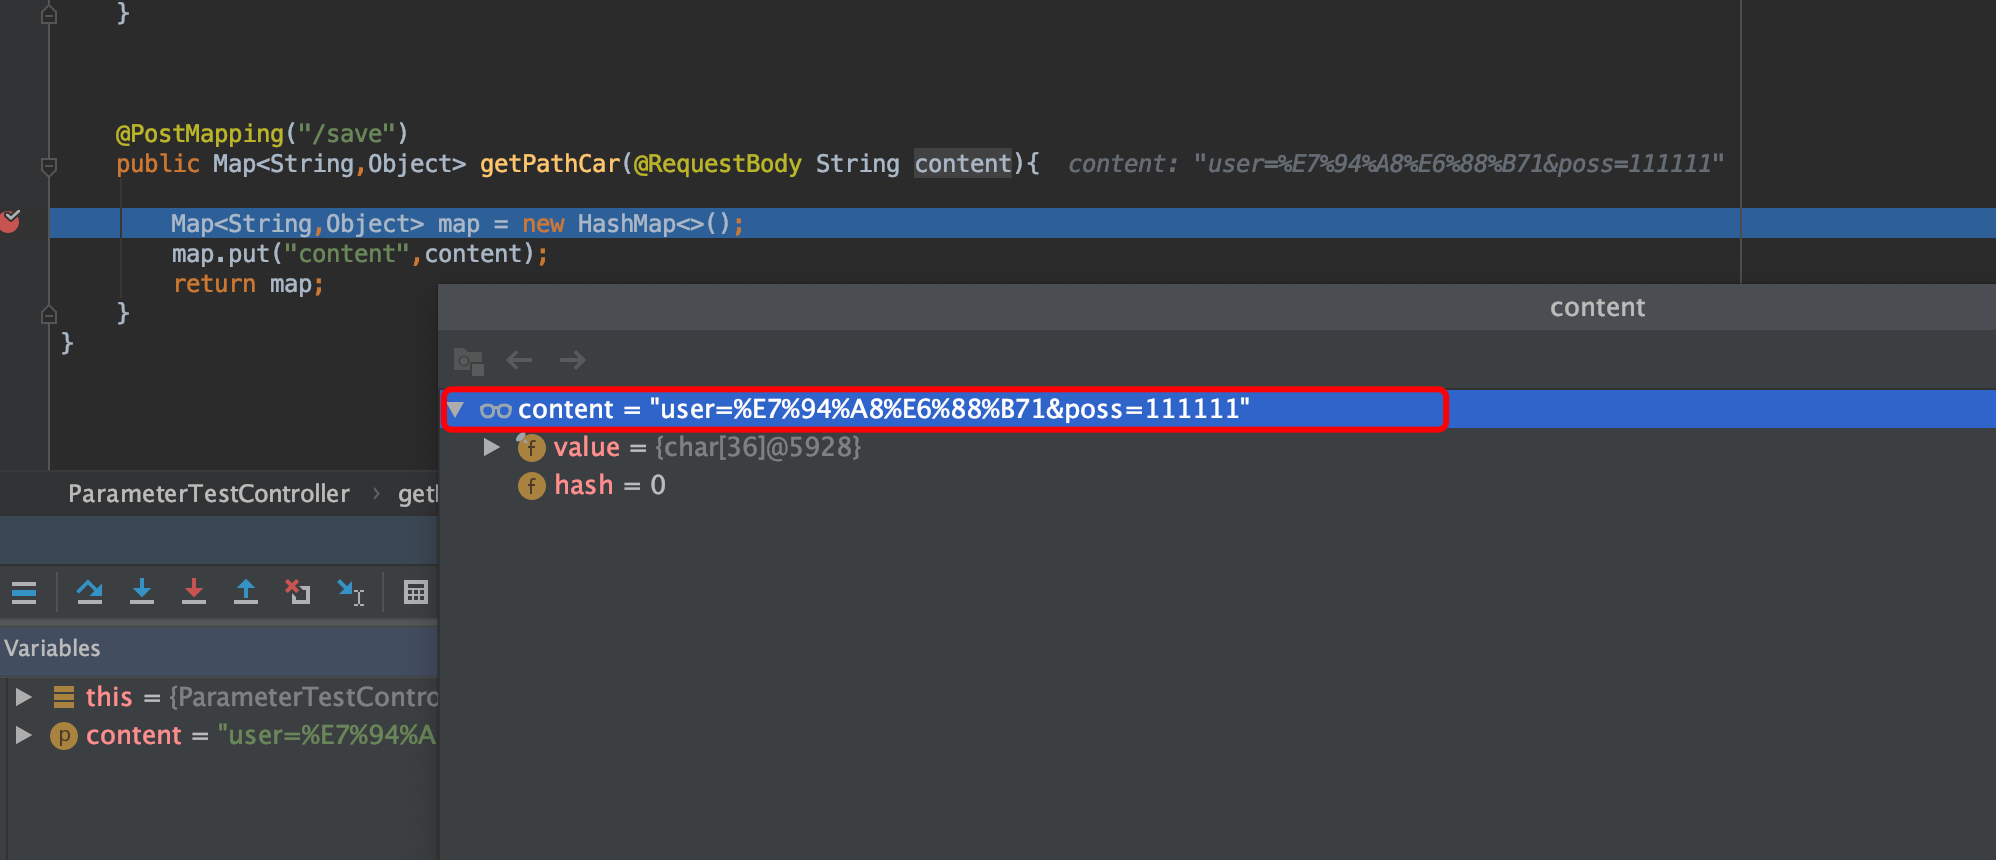 }
@PostMapping("/save")
public Map<String,Object> getPathCar(@RequestBody String content){ content: "user=%E7%94%A8%E6%88%B71&poss=111111"
Map<String,Object> map = new HashMap<>();
map.put("content",content);
return map;
}
}
content
content = "user=%E7%94%A8%E6%88%B71&poss=111111"
f value = {char[36]@5928}
f hash = 0
ParameterTestController › get
Variables
this = {ParameterTestContro
p content = "user=%E7%94%A